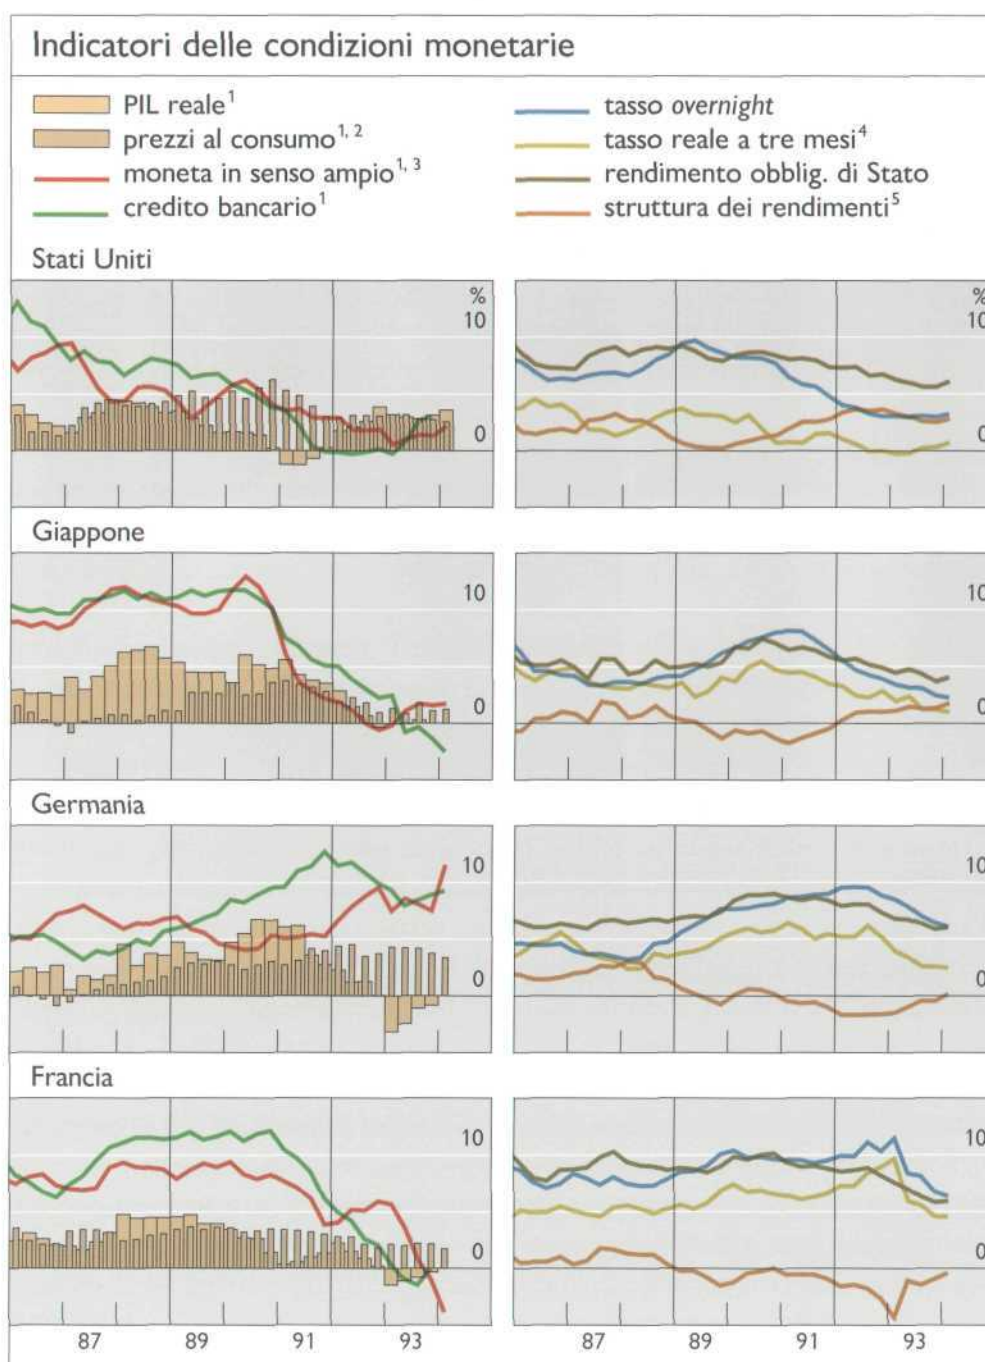 Indicatori delle condizioni monetarie
PIL reale¹
prezzi al consumo¹,²
moneta in senso ampio¹,³
credito bancario¹
tasso overnight
tasso reale a tre mesi⁴
rendimento obblig. di Stato
struttura dei rendimenti⁵
Stati Uniti
%
10
0
%
10
0
Giappone
10
0
10
0
Germania
10
0
10
0
Francia
10
0
10
0
87 89 91 93
87 89 91 93